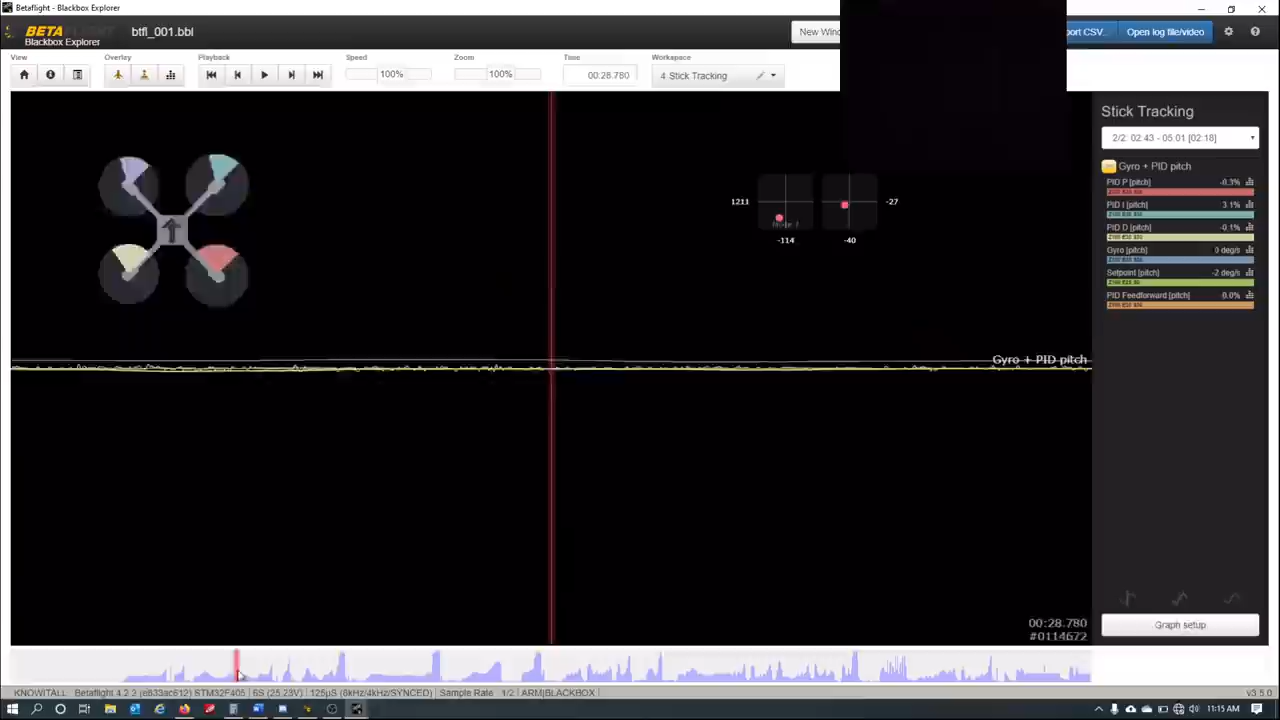 Betaflight - Blackbox Explorer
BETAFLIGHT
Blackbox Explorer
btfl_001.bbl
New Wind
port CSV...
Open log file/video
View
Overlay
Playback
Speed
Zoom
Time
Workspace
100%
100%
00:28.780
4 Stick Tracking
Stick Tracking
2/2: 02:43 - 05:01 [02:18]
Gyro + PID pitch
PID P [pitch] -0.3%
PID I [pitch] 3.1%
PID D [pitch] -0.1%
Gyro [pitch] 0 deg/s
Setpoint [pitch] -2 deg/s
PID Feedforward [pitch] 0.0%
1211
-27
-114
-40
Gyro + PID pitch
00:28.780
#0114672
Graph setup
KNOWITALL Betaflight 4.2.2 (eb33ac612) STM32F405 6S (25.23V) 125µS (8kHz/4kHz/SYNCED) Sample Rate 1/2 ARM|BLACKBOX
v3.5.0
11:15 AM